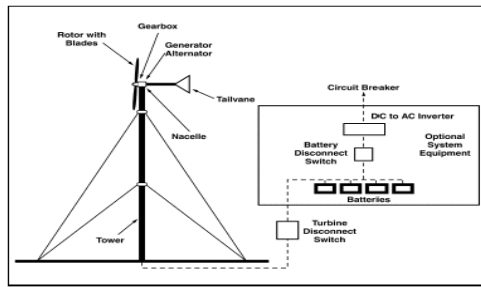 Gearbox
Rotor with
Blades
Generator
Alternator
Tailvane
Nacelle
Tower
Circuit Breaker
DC to AC Inverter
Battery
Disconnect
Switch
Optional
System
Equipment
Batteries
Turbine
Disconnect
Switch